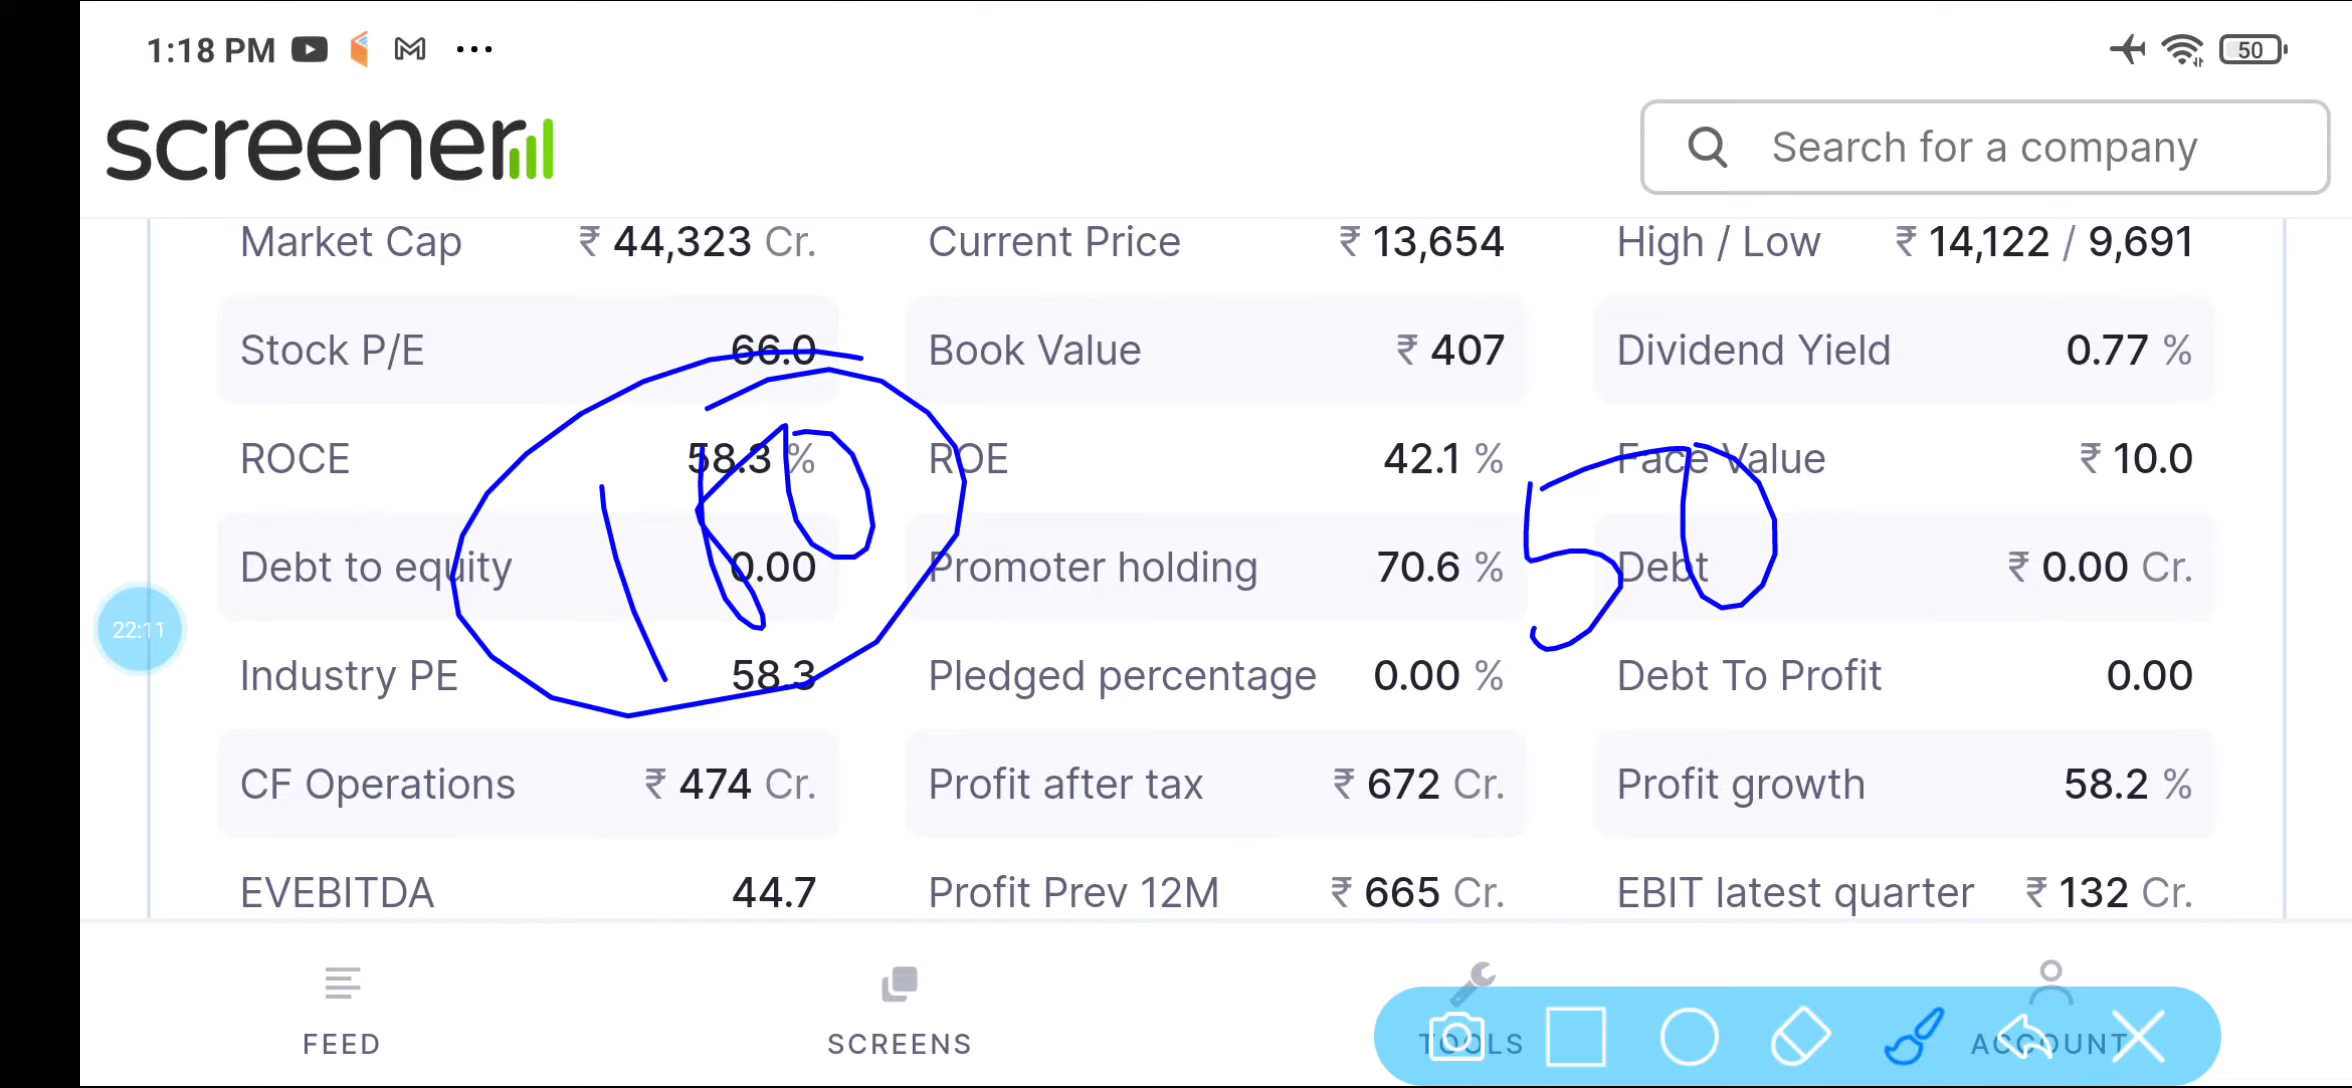 1:18 PM 50
screener Search for a company
Market Cap ₹ 44,323 Cr. Current Price ₹ 13,654 High / Low ₹ 14,122 / 9,691
Stock P/E 66.0 Book Value ₹ 407 Dividend Yield 0.77 %
ROCE 58.3 % ROE 42.1 % Face Value ₹ 10.0
Debt to equity 0.00 Promoter holding 70.6 % Debt ₹ 0.00 Cr.
50
22:11
Industry PE 58.3 Pledged percentage 0.00 % Debt To Profit 0.00
CF Operations ₹ 474 Cr. Profit after tax ₹ 672 Cr. Profit growth 58.2 %
EVEBITDA 44.7 Profit Prev 12M ₹ 665 Cr. EBIT latest quarter ₹ 132 Cr.
FEED SCREENS TOOLS ACCOUNT